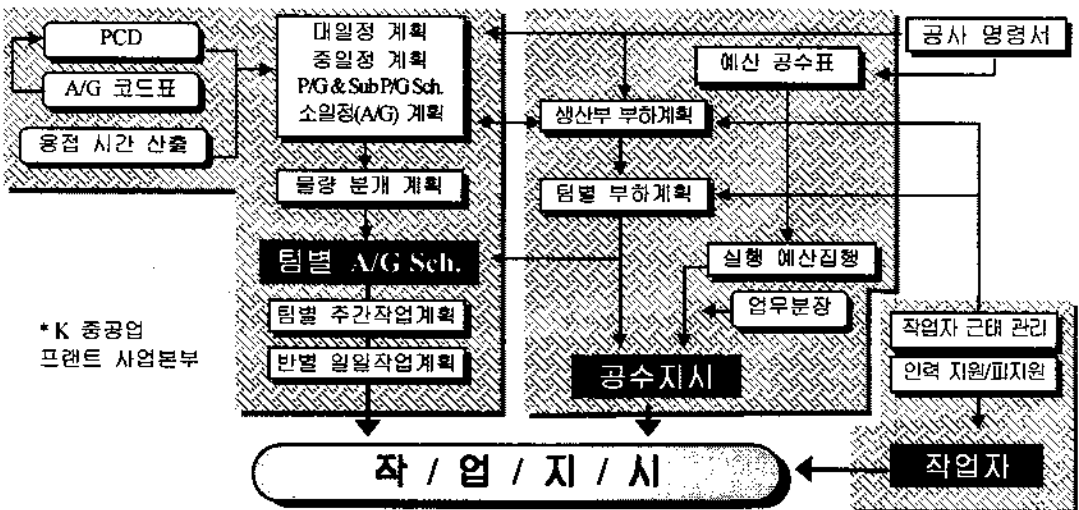 PCD
A/G 코드표
용접 시간 산출
대일정 계획
중일정 계획
P/G & Sub P/G Sch.
소일정(A/G) 계획
물량 분개 계획
팀별 A/G Sch.
팀별 주간작업계획
반별 일일작업계획
공사 명령서
예산 공수표
생산부 부하계획
팀별 부하계획
실행 예산집행
업무분장
공수지시
작업자 근태 관리
인력 지원/피지원
작업자
*K 중공업
프랜트 사업본부
작 / 업 / 지 / 시